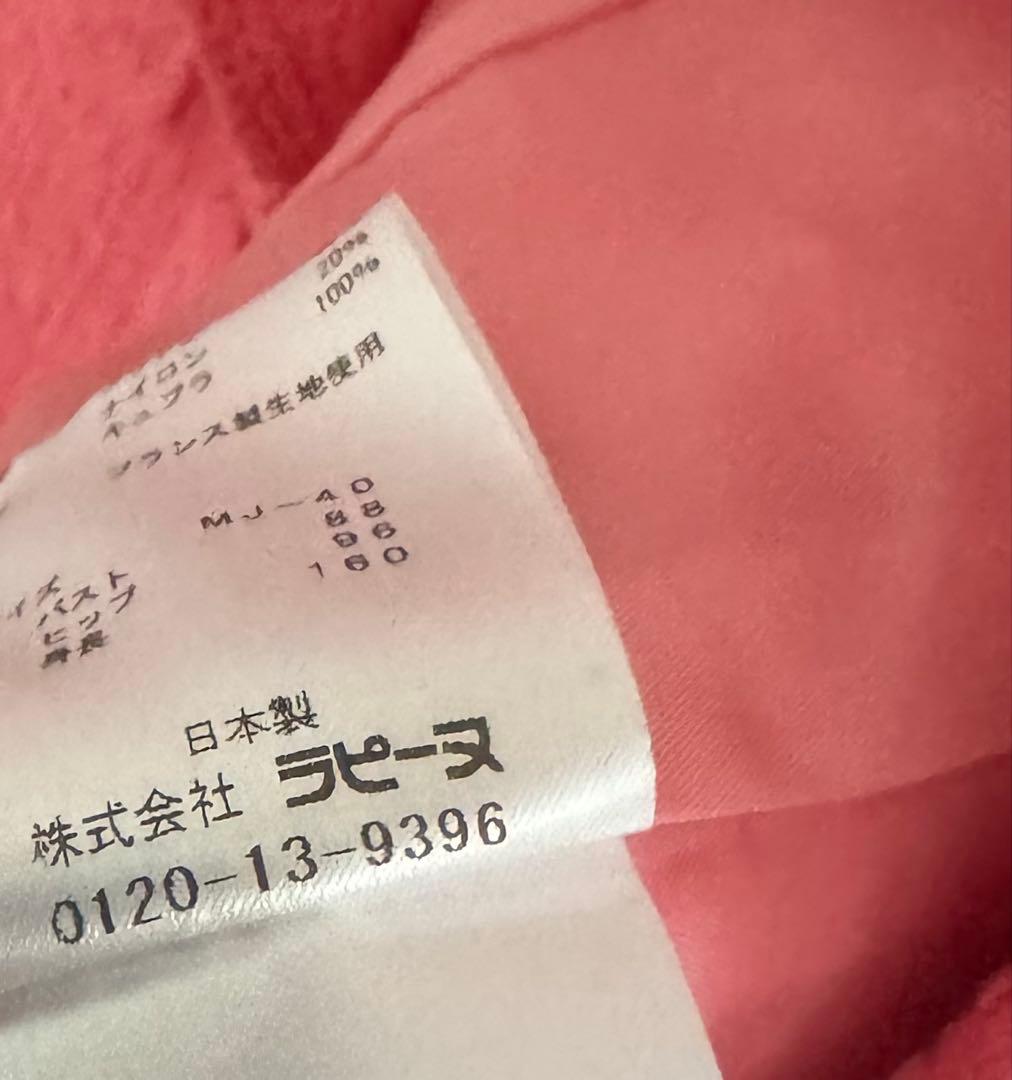 20%
ナイロン 100%
キュプラ
フランス製生地使用
イズ MJ-40
バスト 88
ヒップ 96
身長 160
日本製
株式会社 ラピーヌ
0120-13-9396